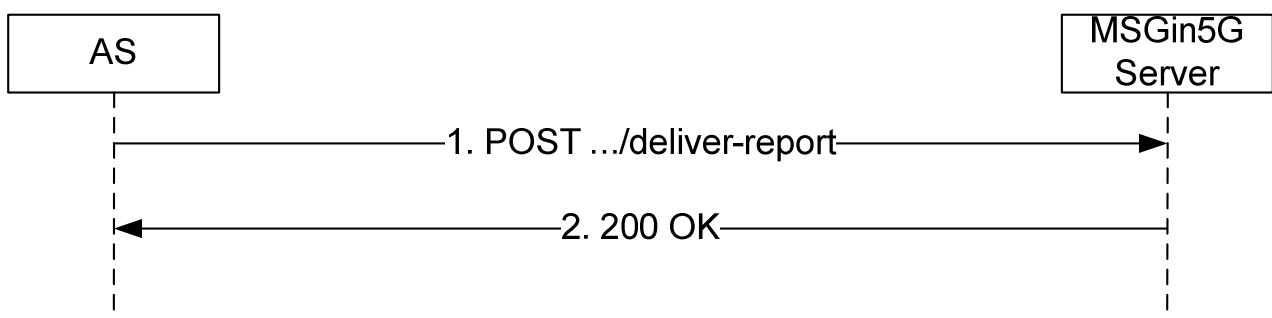 AS
MSGin5G
Server
1. POST .../deliver-report
2. 200 OK